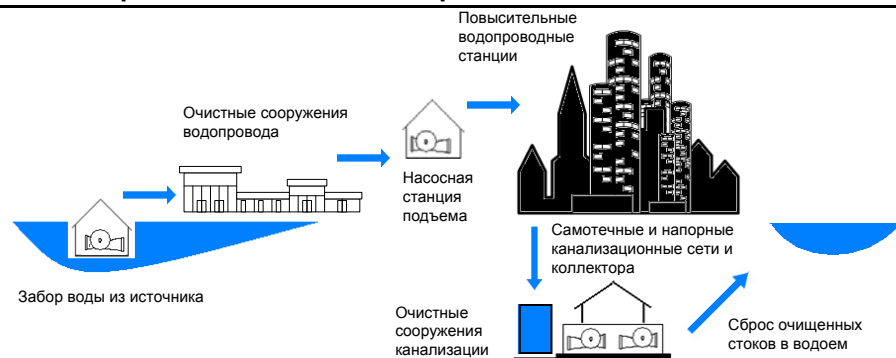 Повысительные
водопроводные
станции
Очистные сооружения
водопровода
Насосная
станция
подъема
Самотечные и напорные
канализационные сети и
коллектора
Забор воды из источника
Очистные
сооружения
канализации
Сброс очищенных
стоков в водоем